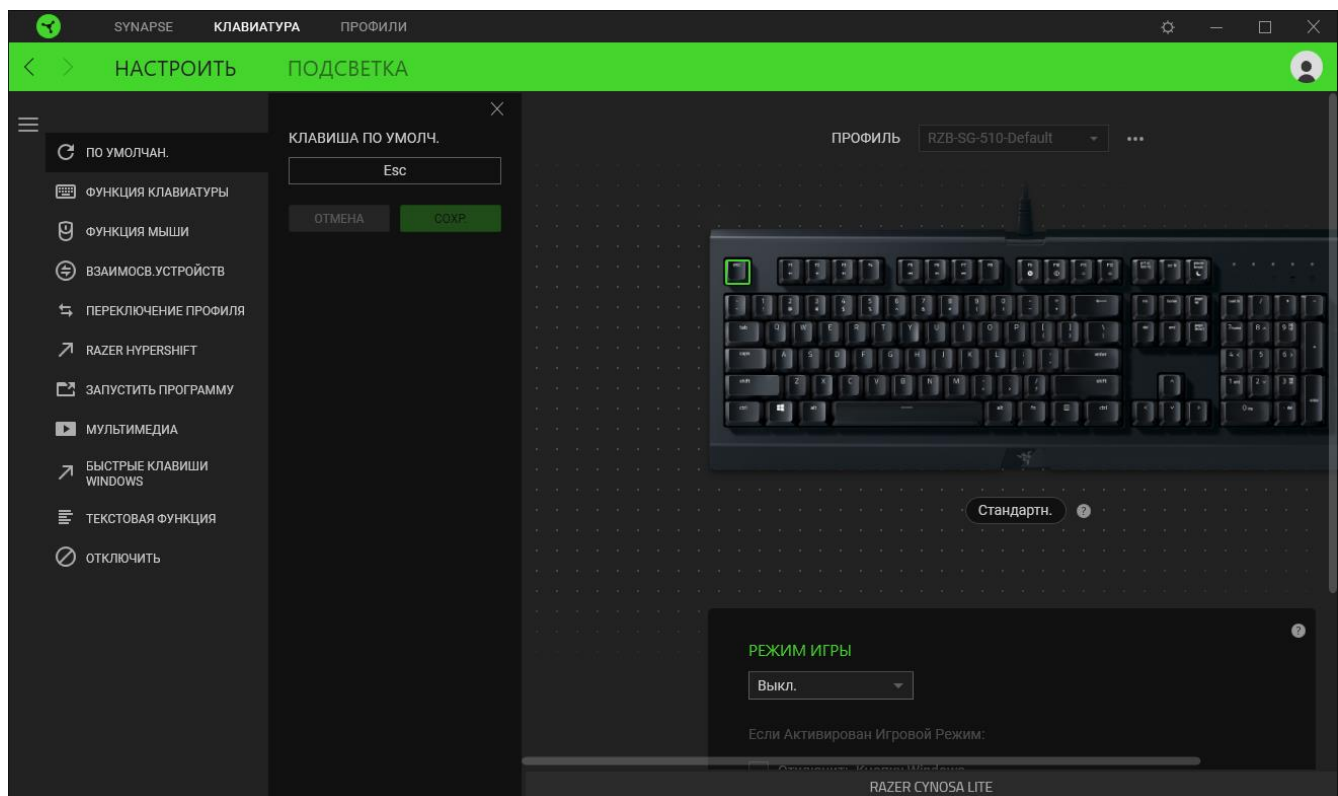 SYNAPSE КЛАВИАТУРА ПРОФИЛИ
НАСТРОИТЬ ПОДСВЕТКА
ПО УМОЛЧАН.
ФУНКЦИЯ КЛАВИАТУРЫ
ФУНКЦИЯ МЫШИ
ВЗАИМОСВ.УСТРОЙСТВ
ПЕРЕКЛЮЧЕНИЕ ПРОФИЛЯ
RAZER HYPERSHIFT
ЗАПУСТИТЬ ПРОГРАММУ
МУЛЬТИМЕДИА
БЫСТРЫЕ КЛАВИШИ
WINDOWS
ТЕКСТОВАЯ ФУНКЦИЯ
ОТКЛЮЧИТЬ
КЛАВИША ПО УМОЛЧ.
Esc
ОТМЕНА СОХР.
ПРОФИЛЬ RZB-SG-510-Default
Q W E R T Y U I O P
A S D F G H J K L
Z X C V B N M
Стандартн.
РЕЖИМ ИГРЫ
Выкл.
Если Активирован Игровой Режим:
RAZER CYNOSA LITE